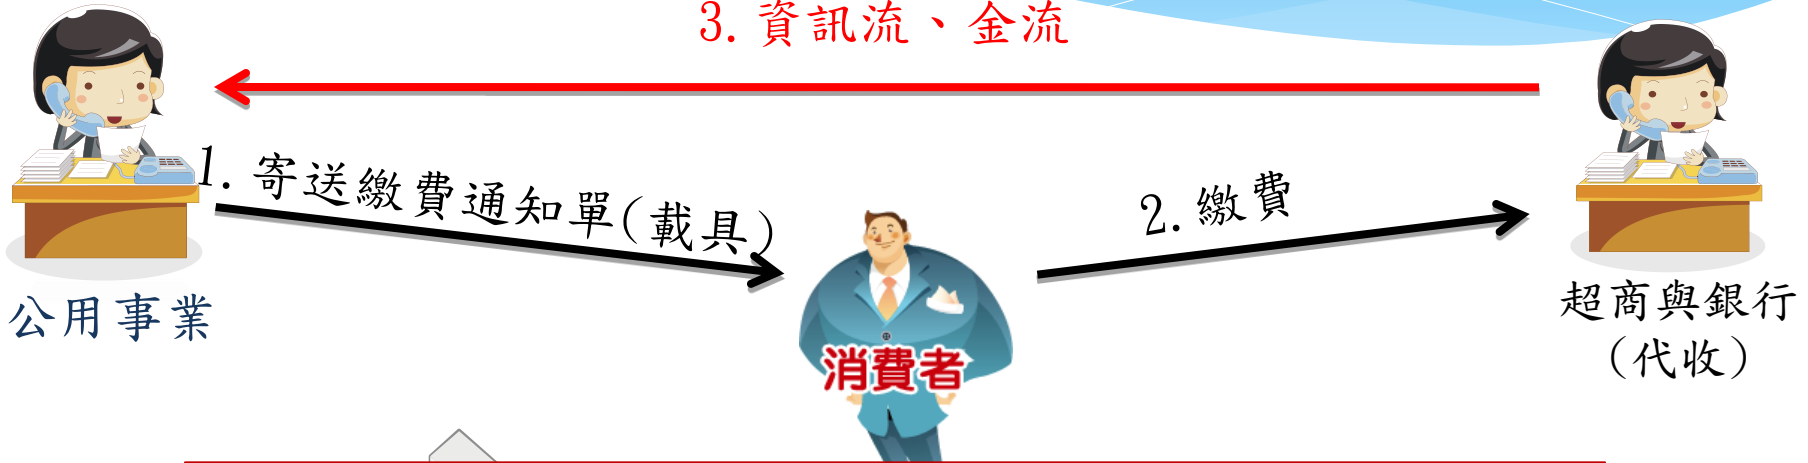 3. 資訊流、金流
1. 寄送繳費通知單(載具)
2. 繳費
公用事業
消費者
超商與銀行
(代收)